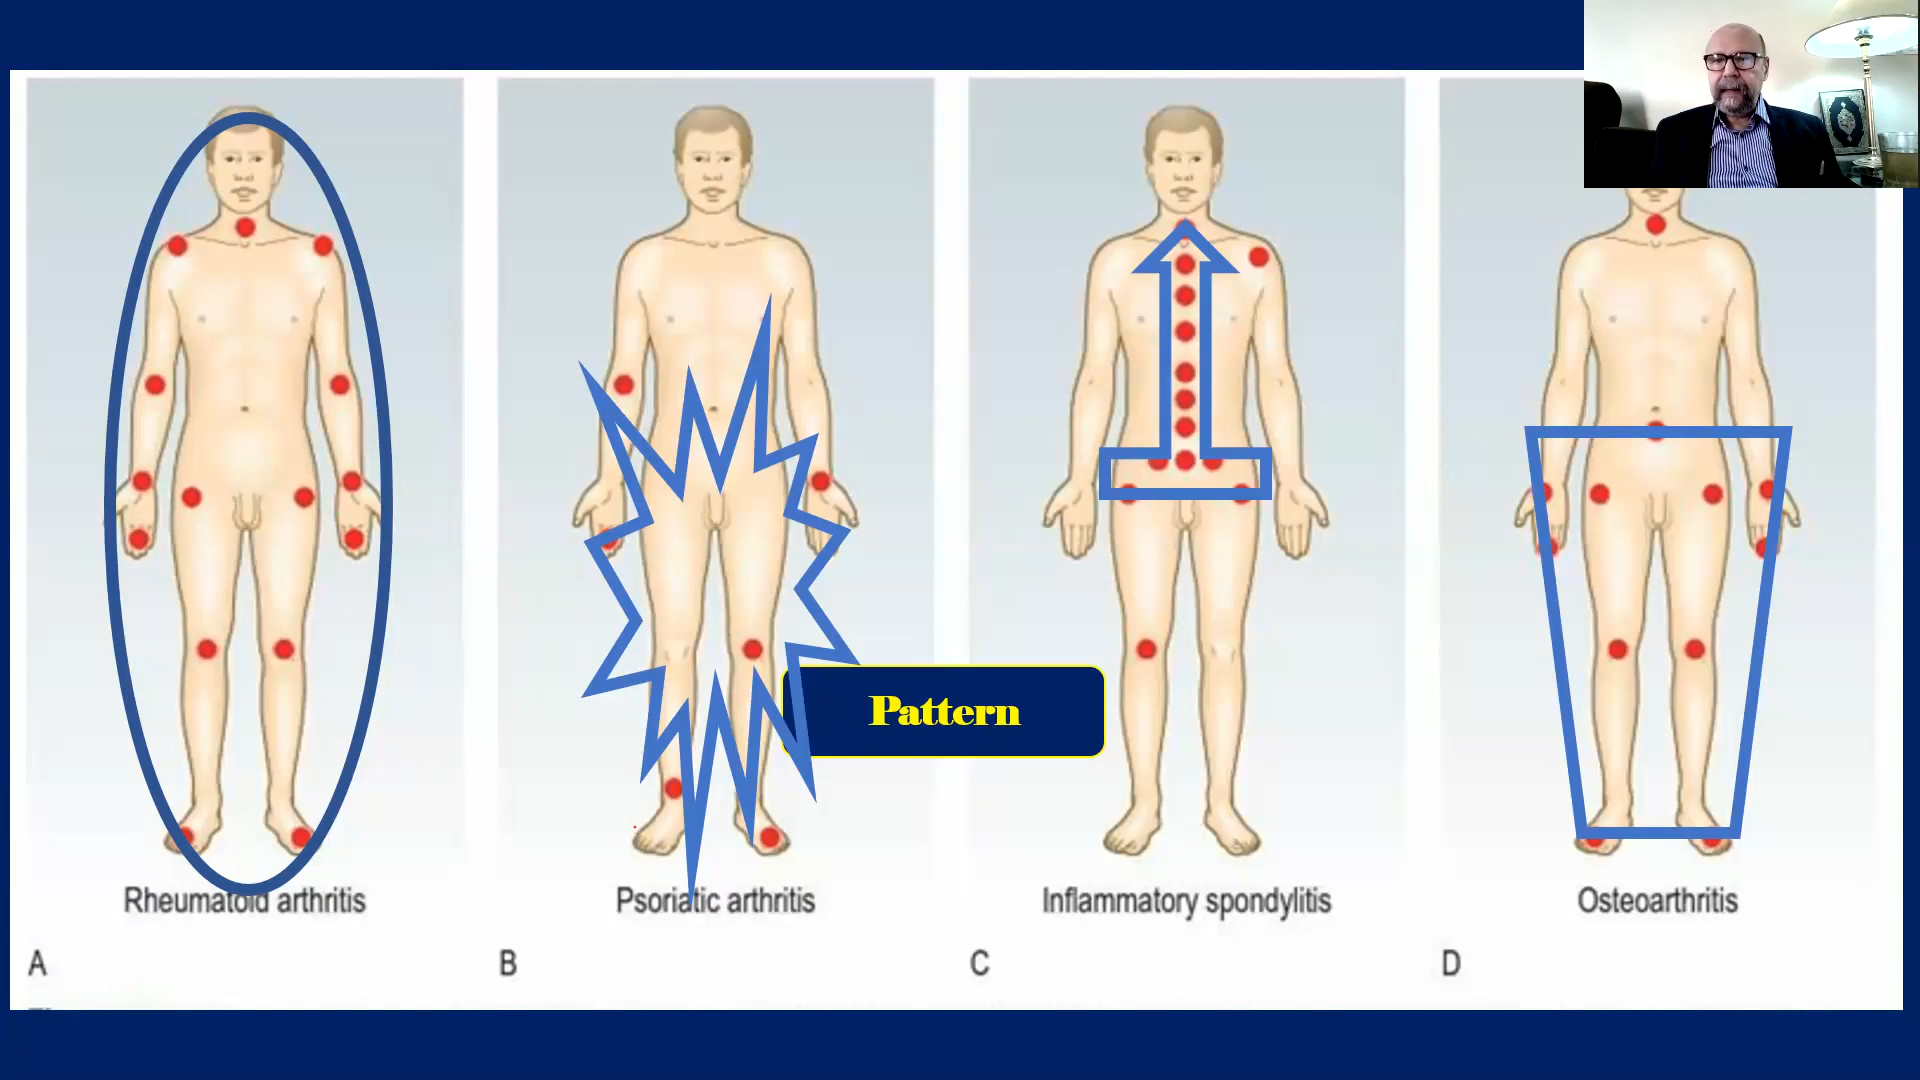 Pattern
Rheumatoid arthritis
Psoriatic arthritis
Inflammatory spondylitis
Osteoarthritis
A
B
C
D